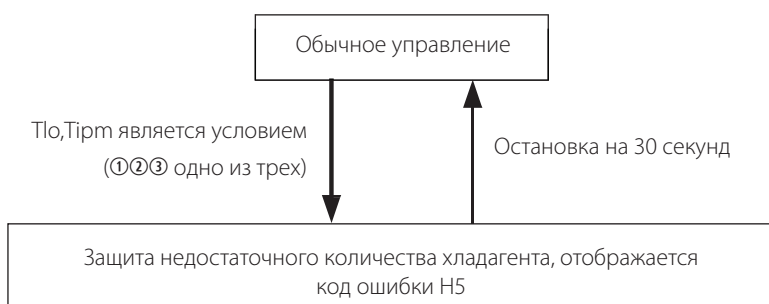 Обычное управление
Tlo,Tipm является условием
(①②③ одно из трех)
Остановка на 30 секунд
Защита недостаточного количества хладагента, отображается
код ошибки H5